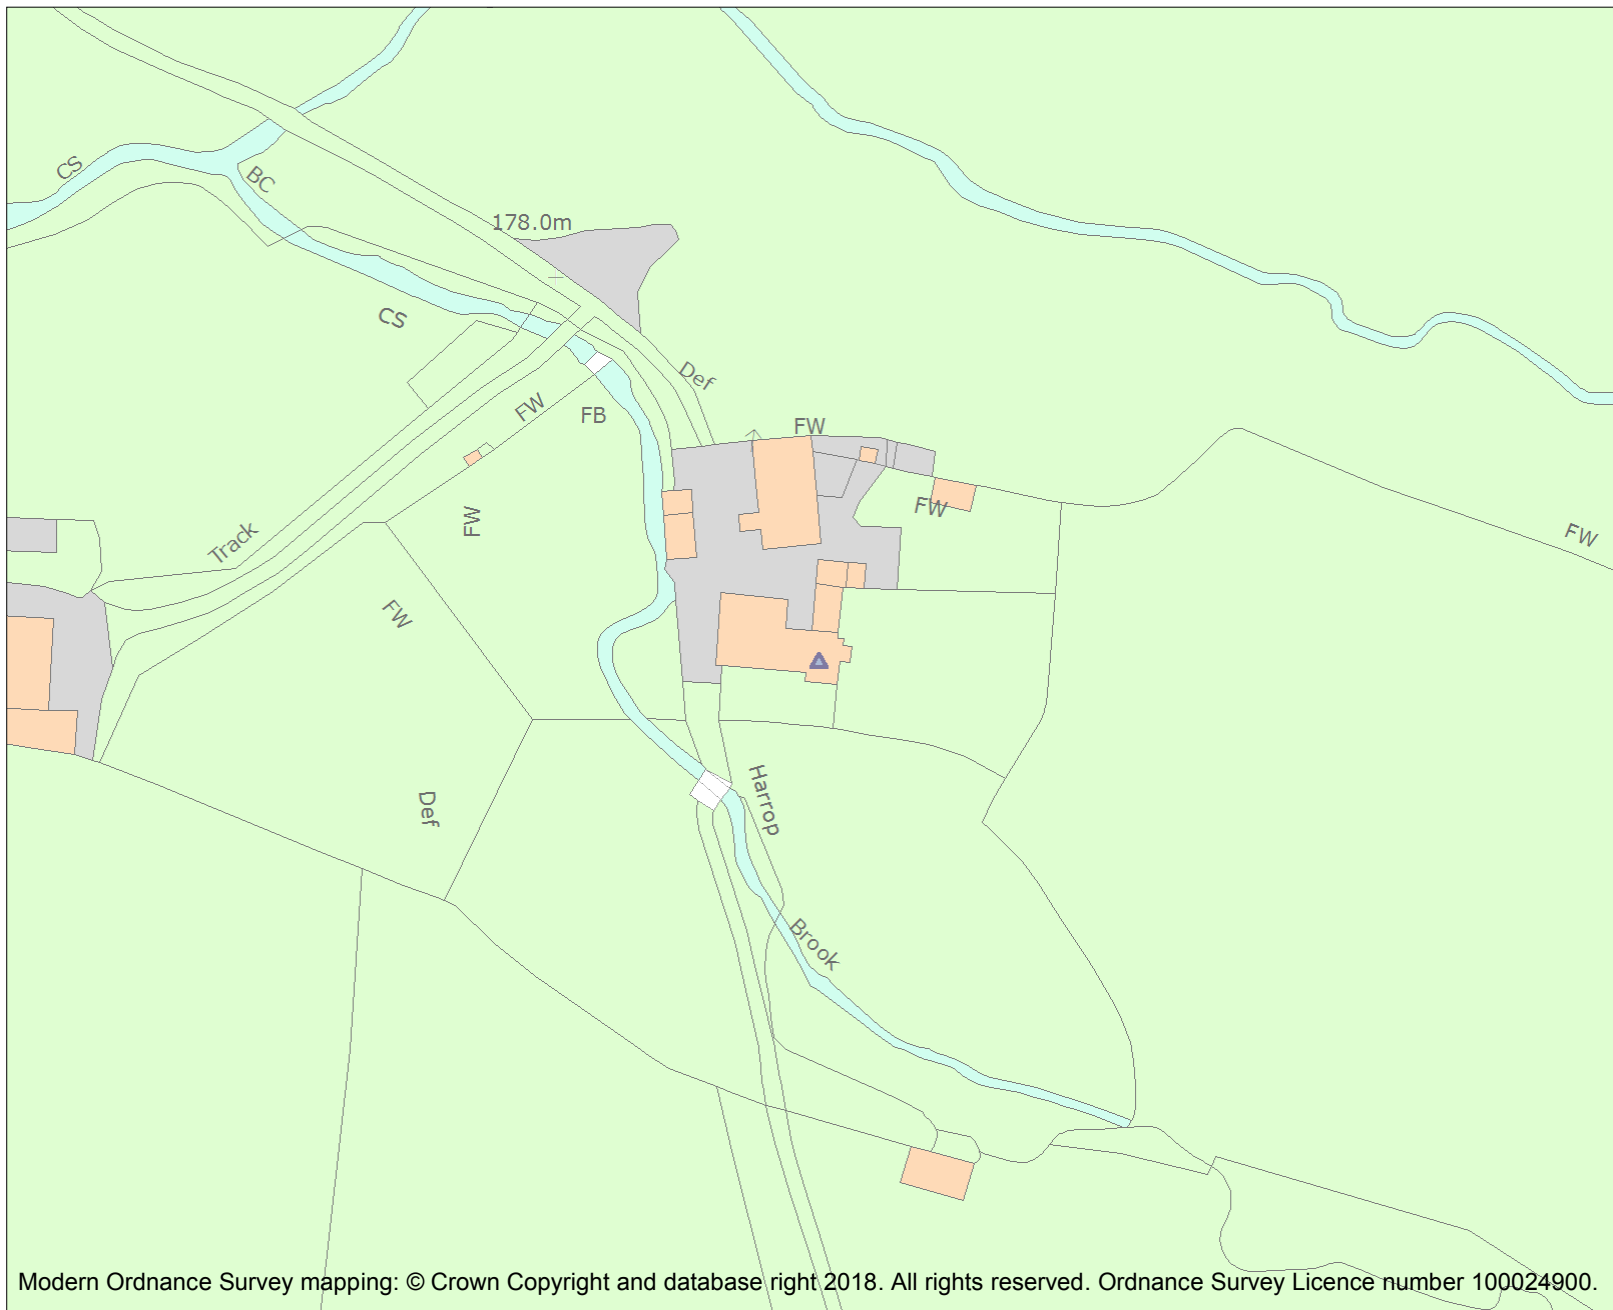 CS
BC
178.0m
CS
Def
FW
FB
FW
FW
FW
FW
Track
FW
Harrop
Def
Brook
Modern Ordnance Survey mapping: © Crown Copyright and database right 2018. All rights reserved. Ordnance Survey Licence number 100024900.